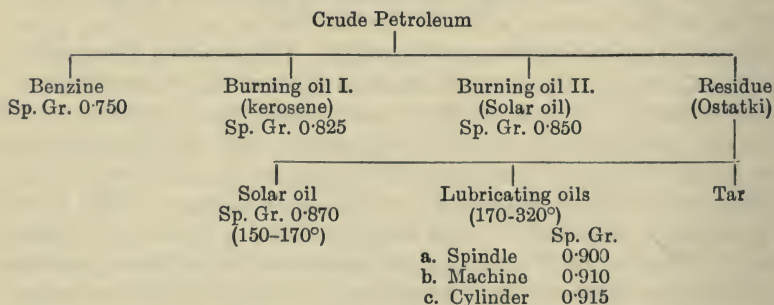 Crude Petroleum
Benzine
Sp. Gr. 0·750
Burning oil I.
(kerosene)
Sp. Gr. 0·825
Burning oil II.
(Solar oil)
Sp. Gr. 0·850
Residue
(Ostatki)
Solar oil
Sp. Gr. 0·870
(150–170°)
Lubricating oils
(170-320°)
Sp. Gr.
a. Spindle 0·900
b. Machine 0·910
c. Cylinder 0·915
Tar